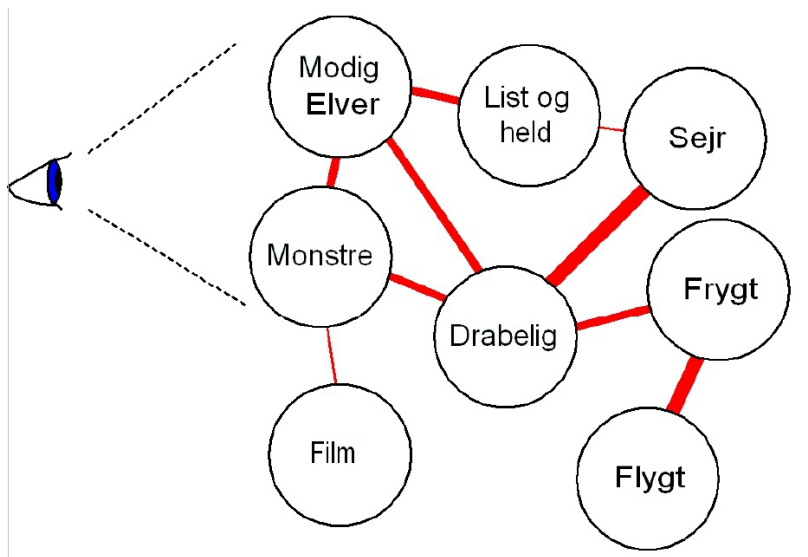 Modig
Elver
List og
held
Sejr
Monstre
Frygt
Drabelig
Film
Flygt